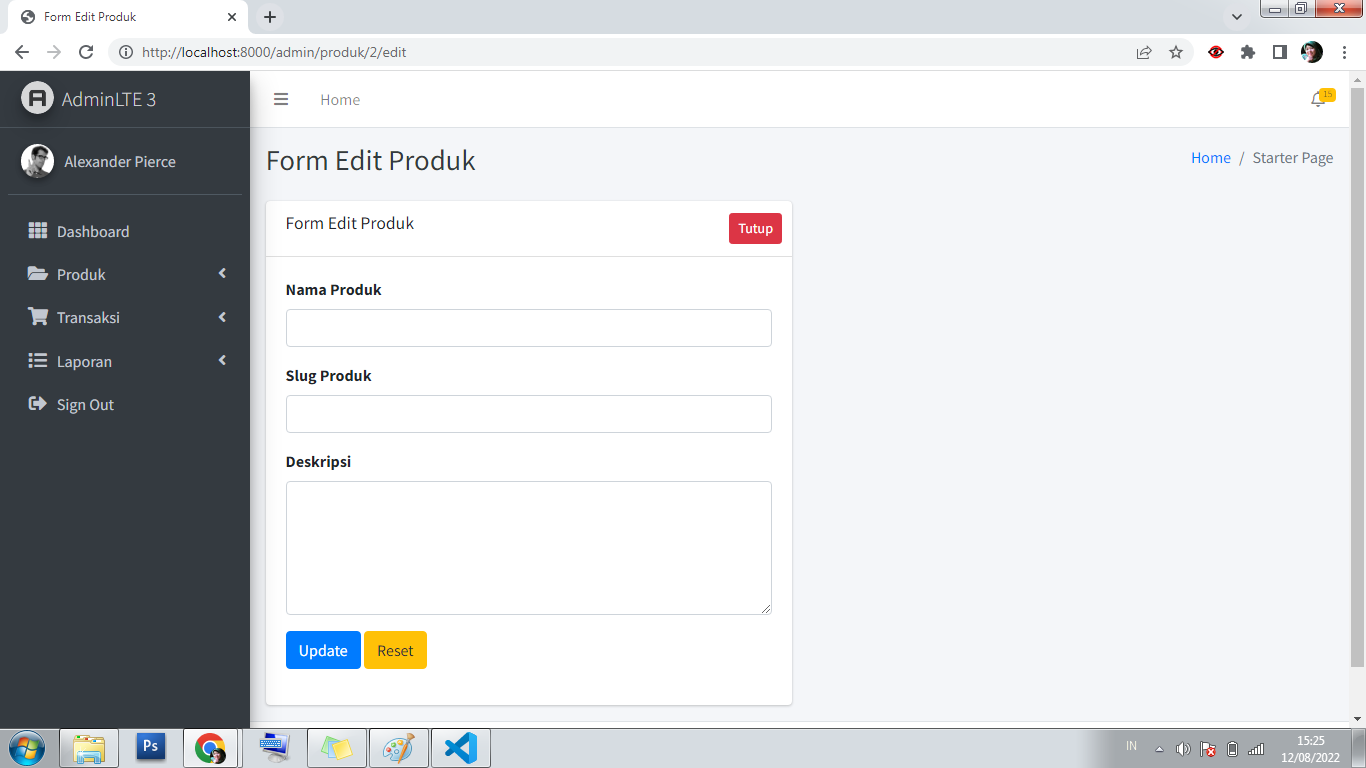 Form Edit Produk
http://localhost:8000/admin/produk/2/edit
AdminLTE 3
Home
15
Alexander Pierce
Form Edit Produk
Home / Starter Page
Dashboard
Produk
Transaksi
Laporan
Sign Out
Form Edit Produk
Tutup
Nama Produk
Slug Produk
Deskripsi
Update
Reset
Ps
IN
15:25
12/08/2022